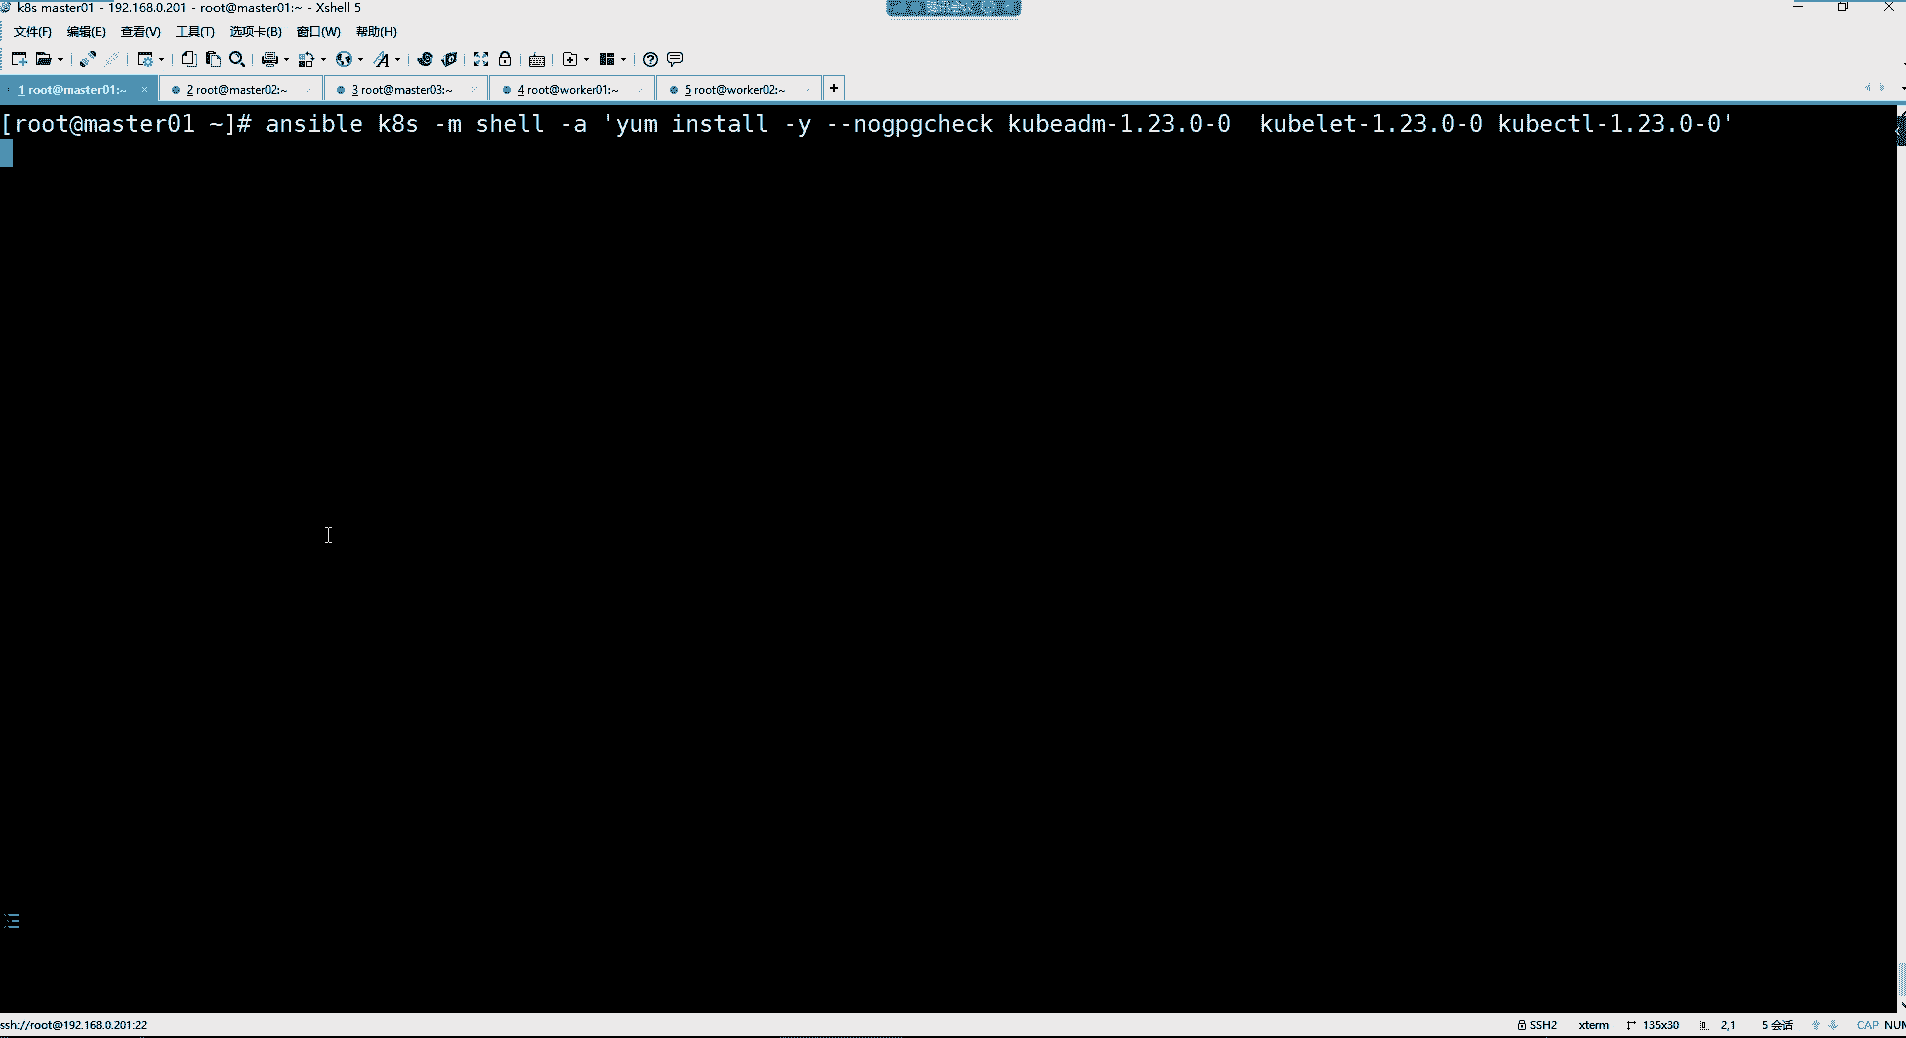 k8s master01 - 192.168.0.201 - root@master01:~ - Xshell 5
文件(F) 编辑(E) 查看(V) 工具(T) 选项卡(B) 窗口(W) 帮助(H)
1 root@master01:~ × 2 root@master02:~ 3 root@master03:~ 4 root@worker01:~ 5 root@worker02:~ +
[root@master01 ~]# ansible k8s -m shell -a 'yum install -y --nogpgcheck kubeadm-1.23.0-0  kubelet-1.23.0-0 kubectl-1.23.0-0'
ssh://root@192.168.0.201:22 SSH2 xterm 135x30 2,1 5 会话 CAP NUM